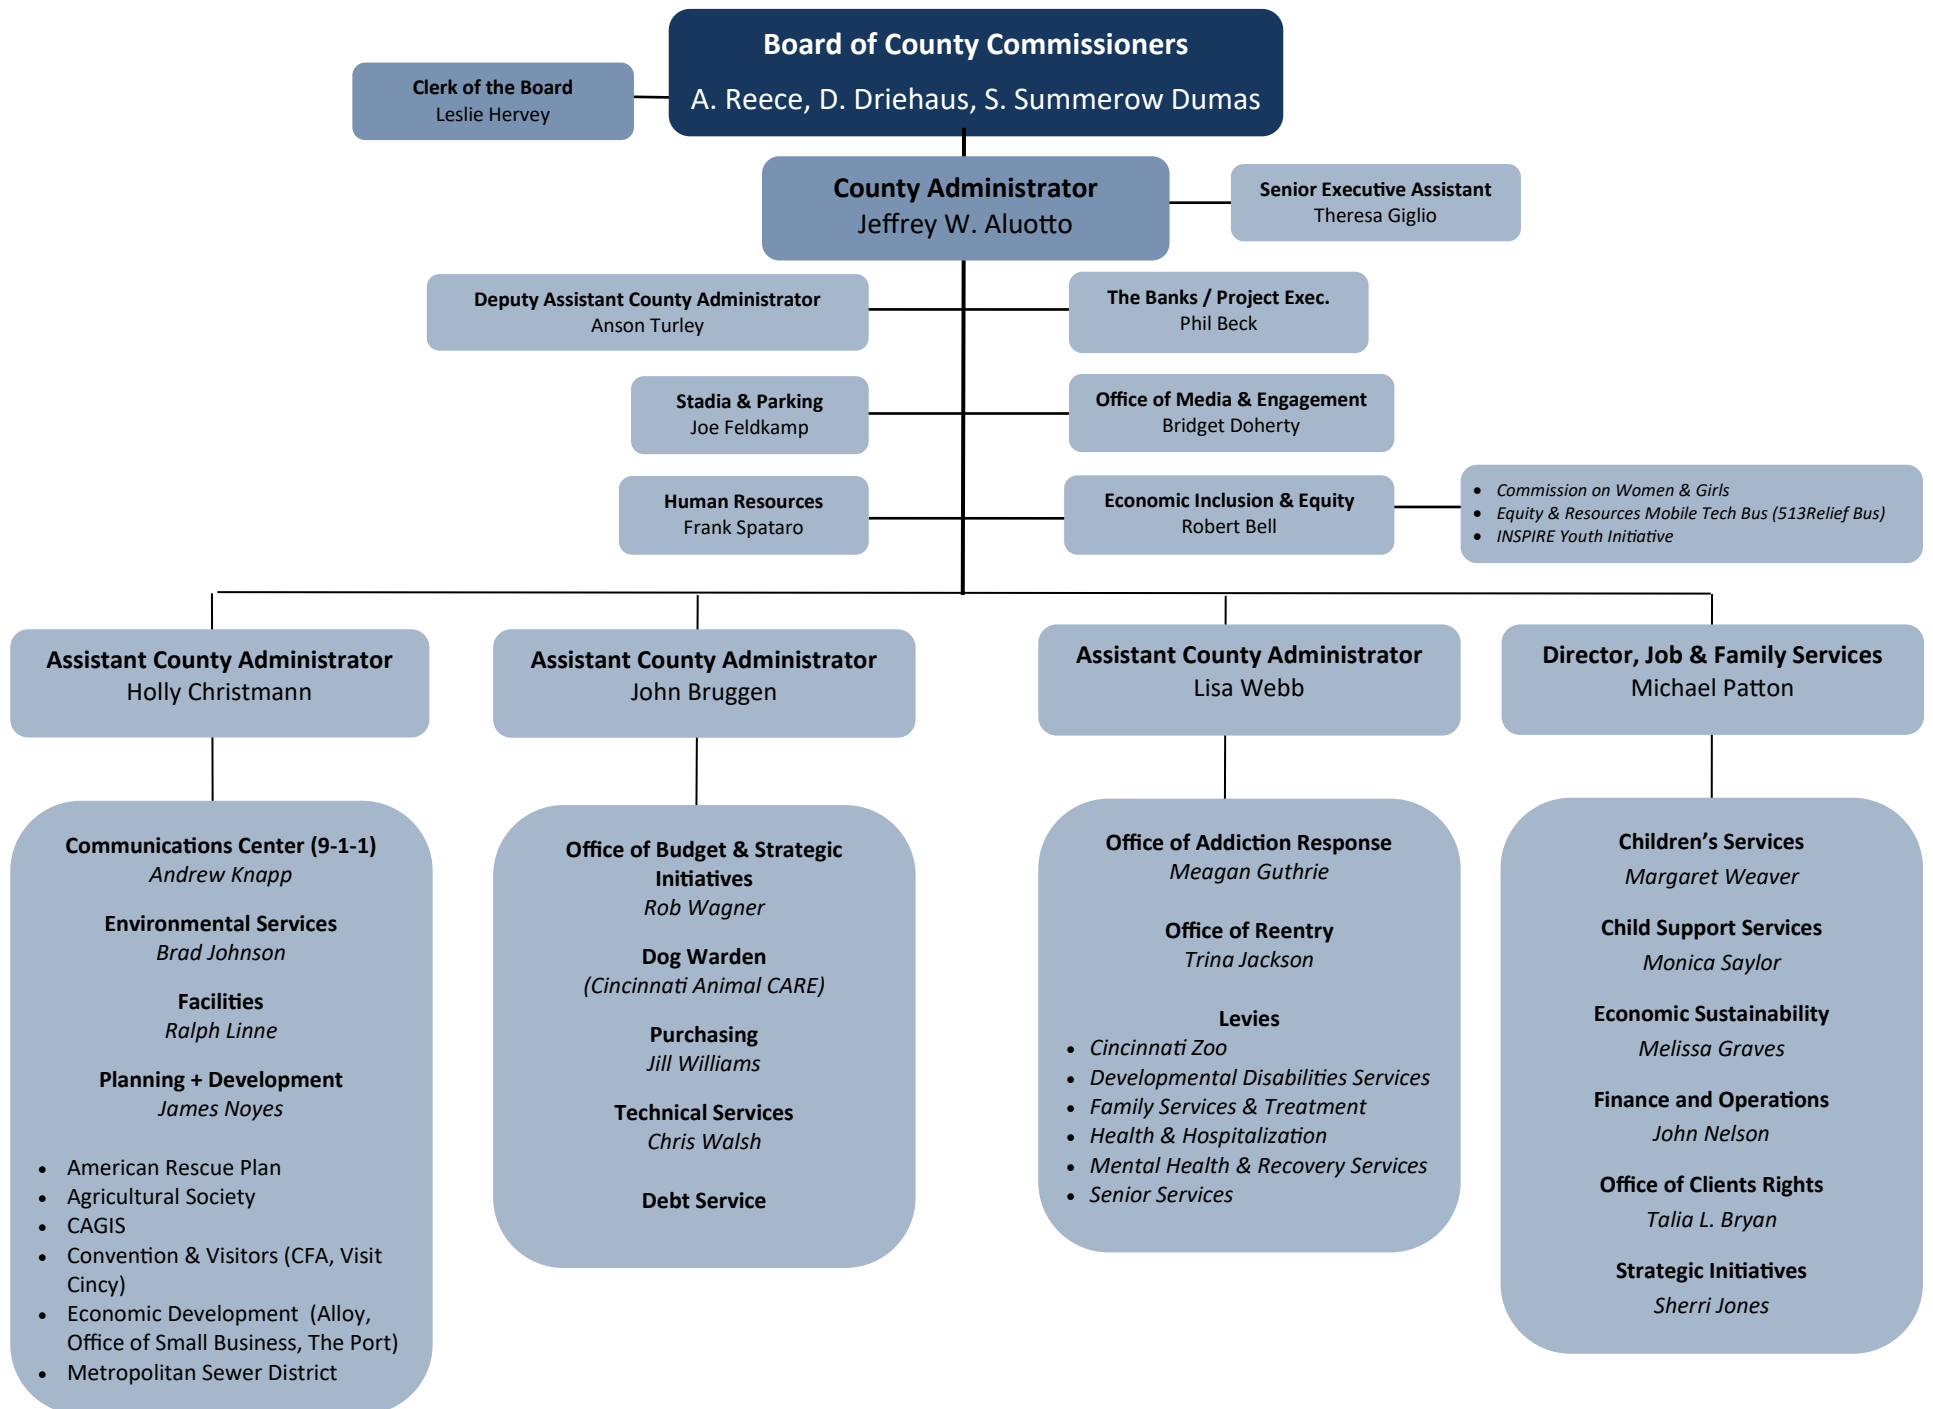 Board of County Commissioners
A. Reece, D. Driehaus, S. Summerow Dumas
Clerk of the Board
Leslie Hervey
County Administrator
Jeffrey W. Aluotto
Senior Executive Assistant
Theresa Giglio
Deputy Assistant County Administrator
Anson Turley
The Banks / Project Exec.
Phil Beck
Stadia & Parking
Joe Feldkamp
Office of Media & Engagement
Bridget Doherty
Human Resources
Frank Spataro
Economic Inclusion & Equity
Robert Bell
• Commission on Women & Girls
• Equity & Resources Mobile Tech Bus (513Relief Bus)
• INSPIRE Youth Initiative
Assistant County Administrator
Holly Christmann
Assistant County Administrator
John Bruggen
Assistant County Administrator
Lisa Webb
Director, Job & Family Services
Michael Patton
Communications Center (9-1-1)
Andrew Knapp
Environmental Services
Brad Johnson
Facilities
Ralph Linne
Planning + Development
James Noyes
• American Rescue Plan
• Agricultural Society
• CAGIS
• Convention & Visitors (CFA, Visit
Cincy)
• Economic Development (Alloy,
Office of Small Business, The Port)
• Metropolitan Sewer District
Office of Budget & Strategic
Initiatives
Rob Wagner
Dog Warden
(Cincinnati Animal CARE)
Purchasing
Jill Williams
Technical Services
Chris Walsh
Debt Service
Office of Addiction Response
Meagan Guthrie
Office of Reentry
Trina Jackson
Levies
• Cincinnati Zoo
• Developmental Disabilities Services
• Family Services & Treatment
• Health & Hospitalization
• Mental Health & Recovery Services
• Senior Services
Children’s Services
Margaret Weaver
Child Support Services
Monica Saylor
Economic Sustainability
Melissa Graves
Finance and Operations
John Nelson
Office of Clients Rights
Talia L. Bryan
Strategic Initiatives
Sherri Jones